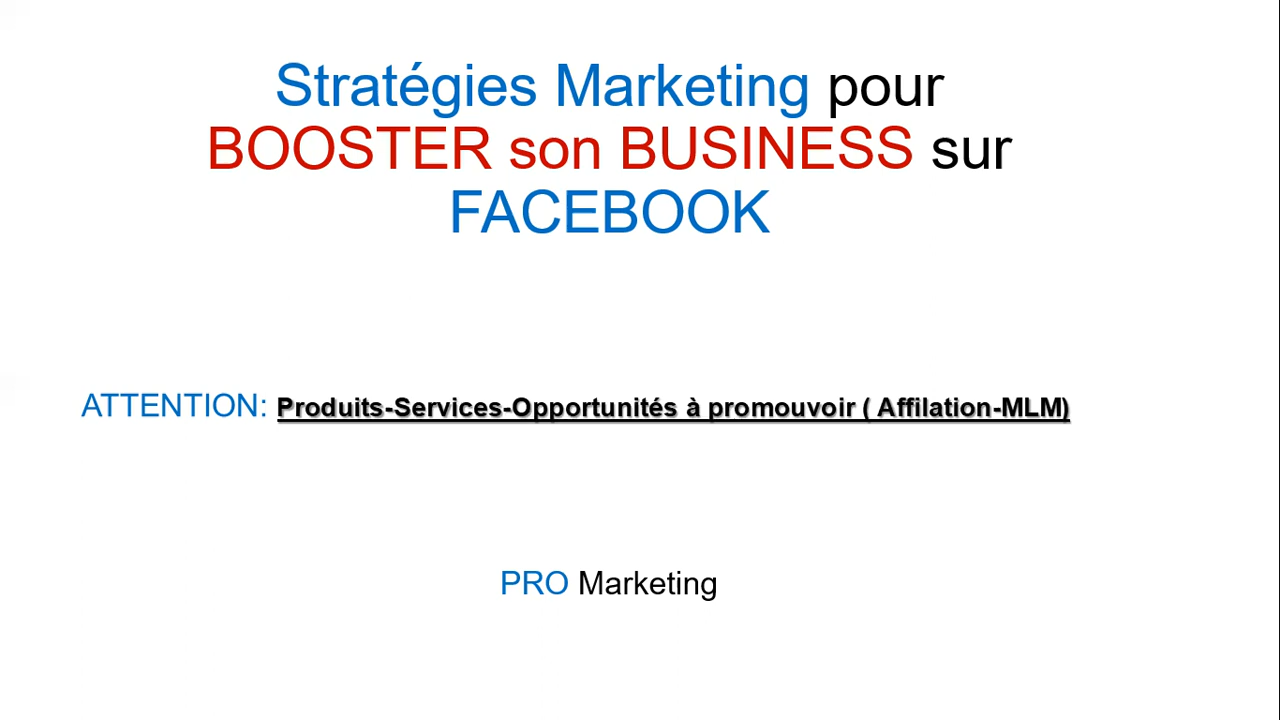 Stratégies Marketing pour
BOOSTER son BUSINESS sur
FACEBOOK
ATTENTION: Produits-Services-Opportunités à promouvoir ( Affilation-MLM)
PRO Marketing